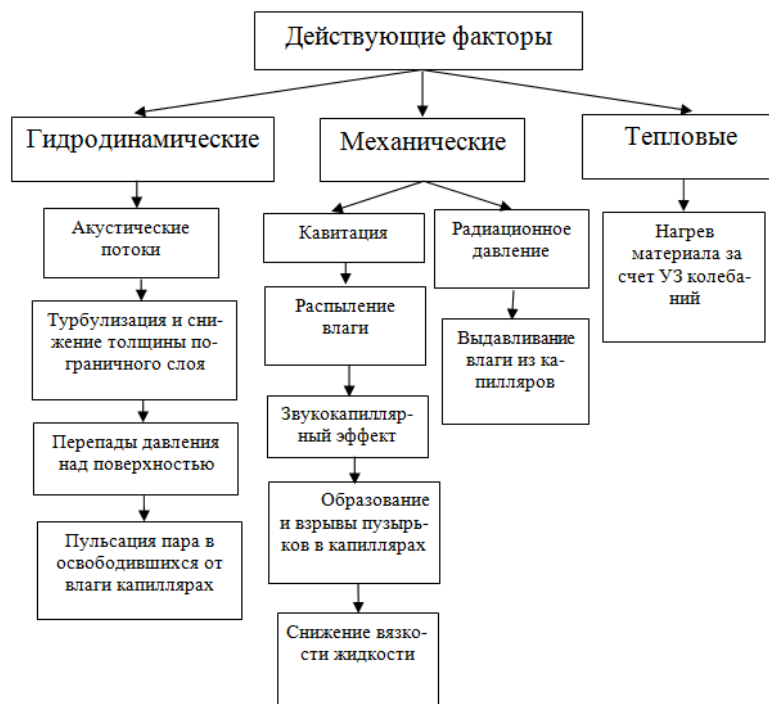 Действующие факторы
Гидродинамические
Механические
Тепловые
Акустические
потоки
Турбулизация и сни-
жение толщины по-
граничного слоя
Перепады давления
над поверхностью
Пульсация пара в
освободившихся от
влаги капиллярах
Кавитация
Распыление
влаги
Звукокапилляр-
ный эффект
Образование
и взрывы пузырь-
ков в капиллярах
Снижение вязко-
сти жидкости
Радиационное
давление
Выдавливание
влаги из ка-
пилляров
Нагрев
материала за
счет УЗ колеба-
ний